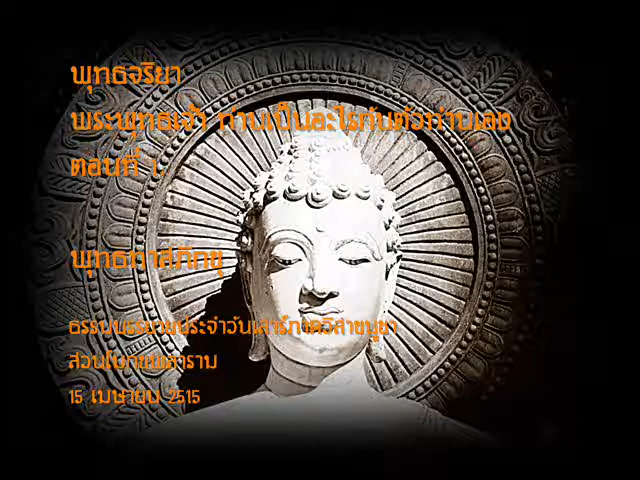 พุทธจริยา
พระพุทธเจ้า ท่านเป็นอะไรกับตัวท่านเอง
ตอนที่ ๑.
พุทธทาสภิกขุ
ธรรมบรรยายประจำวันเสาร์ภาควิสาขบูชา
สวนโมกขพลาราม
15 เมษายน 2515